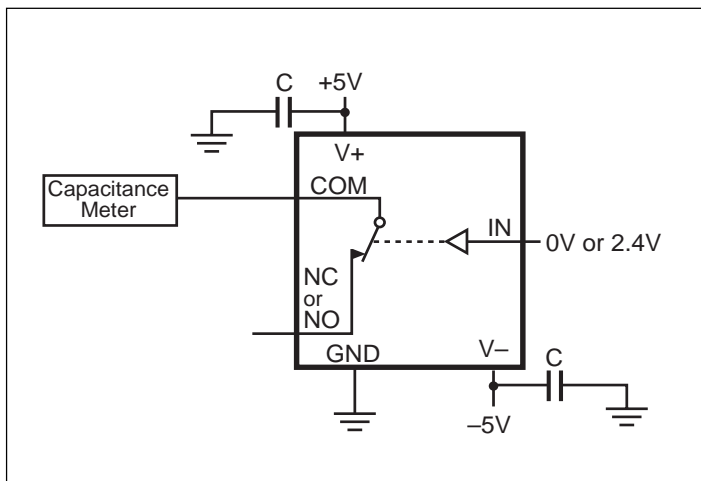 C
+5V
V+
Capacitance
Meter
COM
IN
0V or 2.4V
NC
or
NO
GND
V–
C
–5V